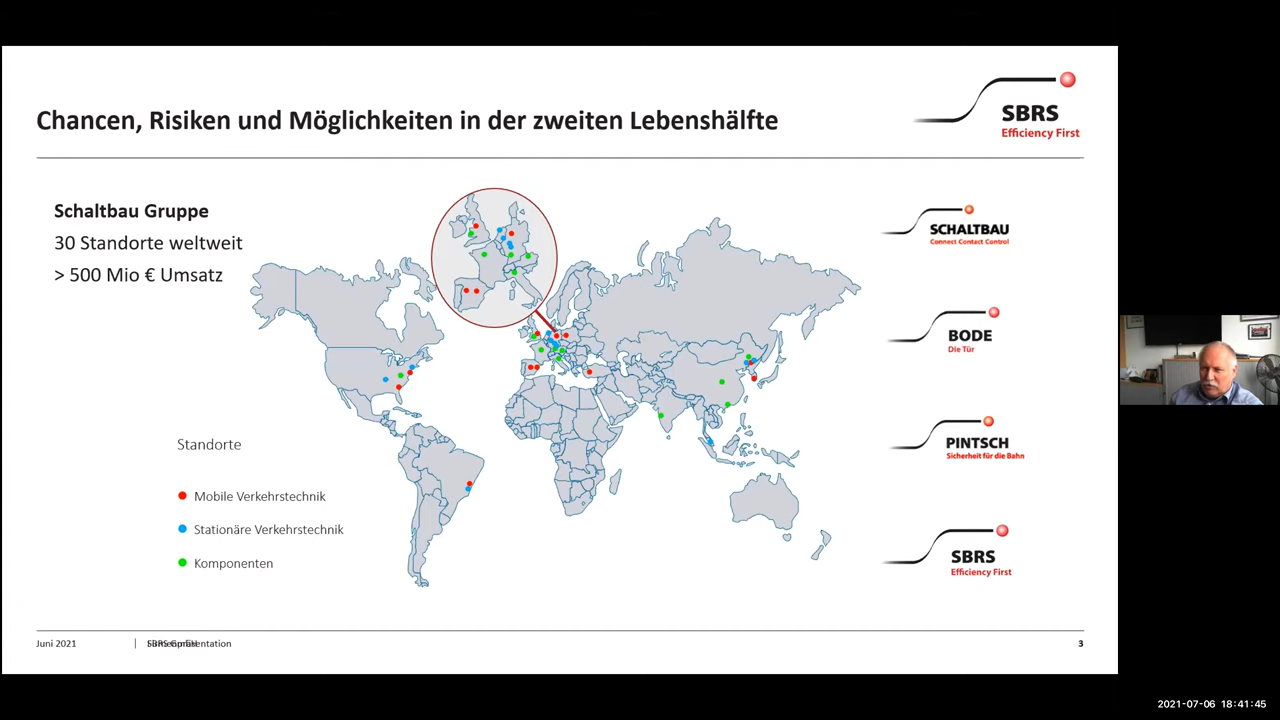 Chancen, Risiken und Möglichkeiten in der zweiten Lebenshälfte
SBRS
Efficiency First
Schaltbau Gruppe
30 Standorte weltweit
> 500 Mio € Umsatz
SCHALTBAU
Connect Contact Control
BODE
Die Tür
PINTSCH
Sicherheit für die Bahn
SBRS
Efficiency First
Standorte
Mobile Verkehrstechnik
Stationäre Verkehrstechnik
Komponenten
Juni 2021
3
2021-07-06 18:41:45